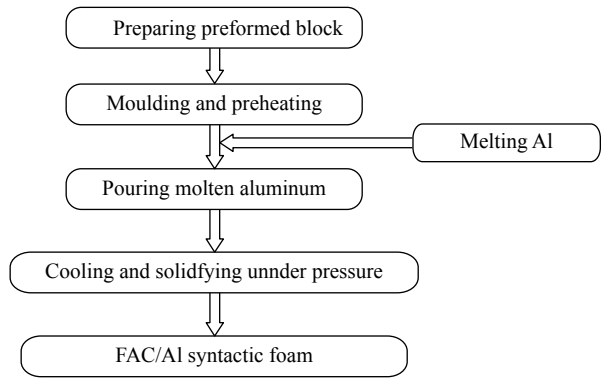 Preparing preformed block
Moulding and preheating
Melting Al
Pouring molten aluminum
Cooling and solidfying unnder pressure
FAC/Al syntactic foam